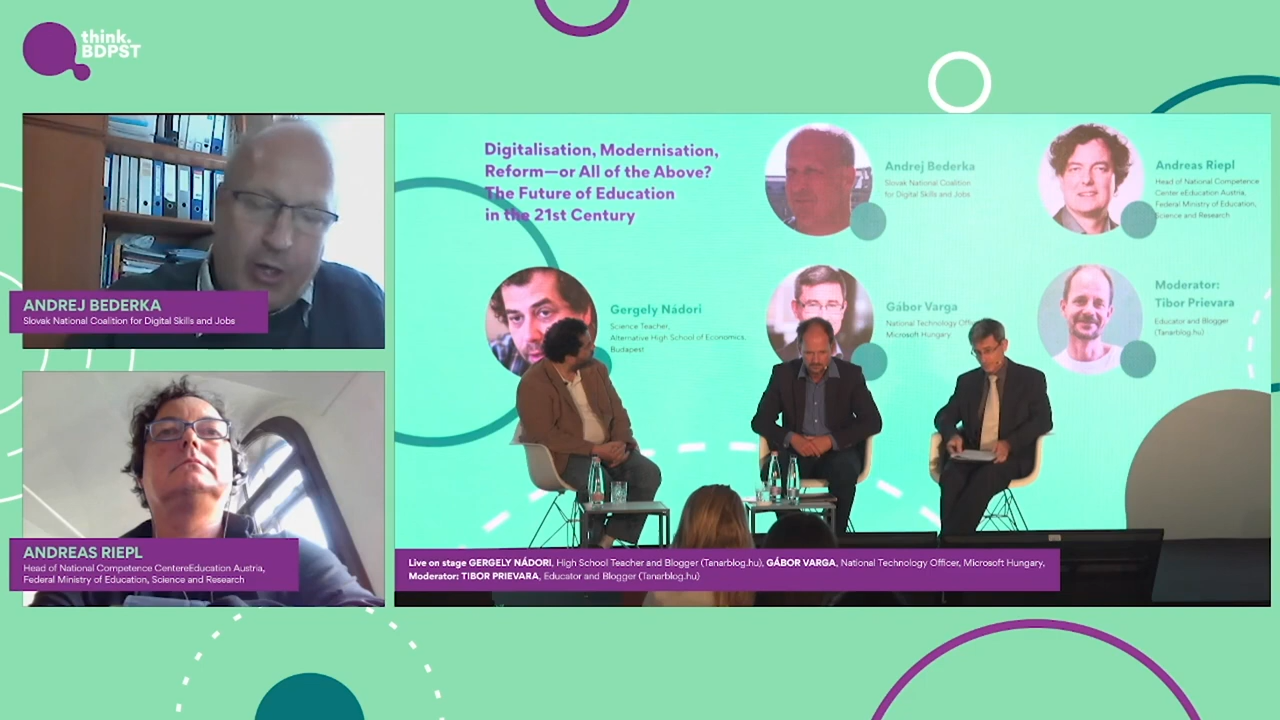 think.
BDPST
ANDREJ BEDERKA
Slovak National Coalition for Digital Skills and Jobs
ANDREAS RIEPL
Head of National Competence CentereEducation Austria,
Federal Ministry of Education, Science and Research
Digitalisation, Modernisation,
Reform—or All of the Above?
The Future of Education
in the 21st Century
Andrej Bederka
Slovak National Coalition
for Digital Skills and Jobs
Andreas Riepl
Head of National Competence
Center eEducation Austria,
Federal Ministry of Education,
Science and Research
Gergely Nádori
Science Teacher,
Alternative High School of Economics,
Budapest
Gábor Varga
National Technology
Microsoft Hungary
Moderator:
Tibor Prievara
Educator and Blogger
(Tanarblog.hu)
Live on stage GERGELY NÁDORI, High School Teacher and Blogger (Tanarblog.hu), GÁBOR VARGA, National Technology Officer, Microsoft Hungary,
Moderator: TIBOR PRIEVARA, Educator and Blogger (Tanarblog.hu)